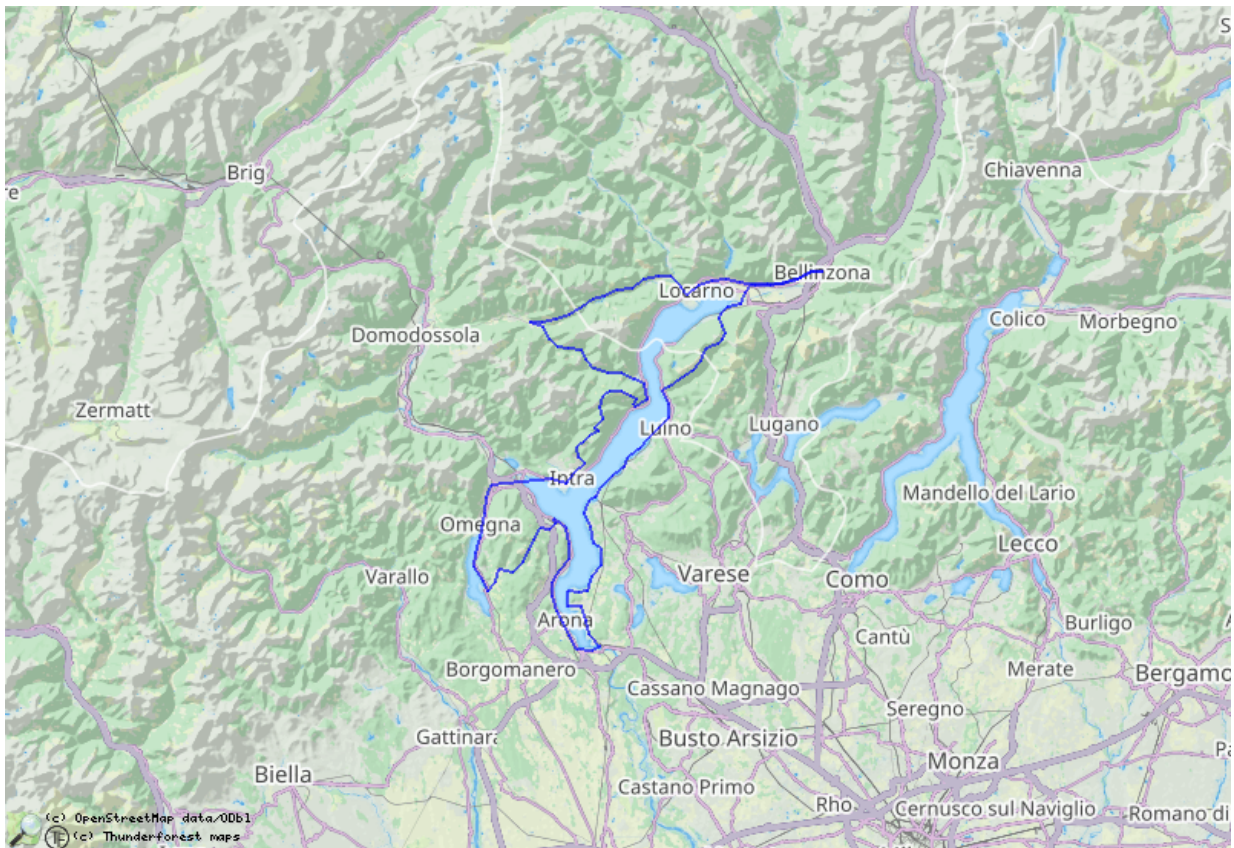 S
Brig
Chiavenna
re
Bellinzona
Locarno
Colico
Morbegno
Domodossola
Zermatt
Luino
Lugano
Intra
Mandello del Lario
Omegna
Lecco
Varallo
Varese
Como
Arona
Cantù
Burligo
A
Borgomanero
Merate
Bergamo
Cassano Magnago
Seregno
Gattinara
Busto Arsizio
Pa
Biella
Castano Primo
Monza
Rho
Cernusco sul Naviglio
Romano di
(c) OpenStreetMap data/ODbl
(c) Thunderforest maps